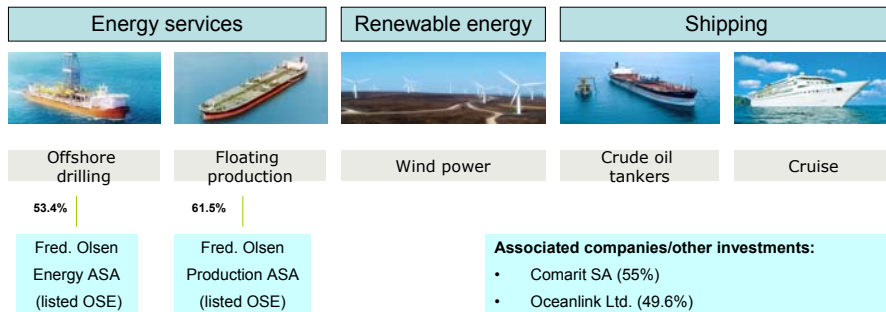 Energy services
Renewable energy
Shipping
Offshore
drilling
Floating
production
Wind power
Crude oil
tankers
Cruise
53.4%
61.5%
Fred. Olsen
Energy ASA
(listed OSE)
Fred. Olsen
Production ASA
(listed OSE)
Associated companies/other investments:
• Comarit SA (55%)
• Oceanlink Ltd. (49.6%)